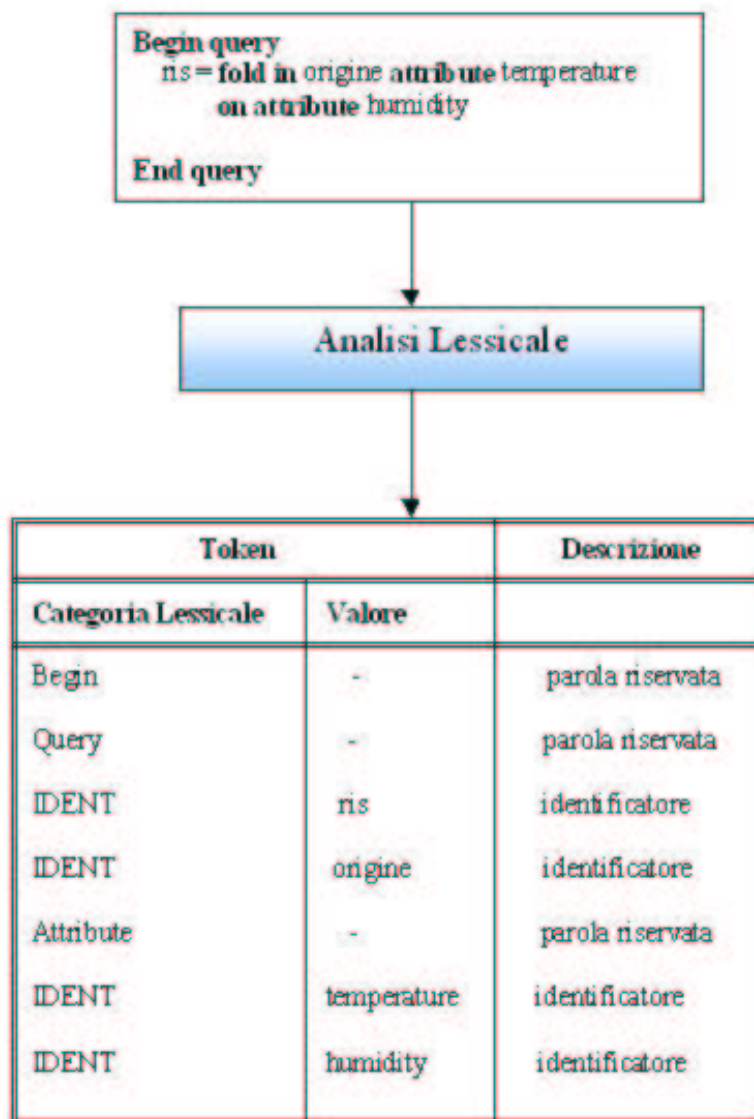 Begin query
ris = fold in origine attribute temperature
on attribute humidity
End query
Analisi Lessicale
Token Descrizione
Categoria Lessicale Valore
Begin - parola riservata
Query - parola riservata
IDENT ris identificatore
IDENT origine identificatore
Attribute - parola riservata
IDENT temperature identificatore
IDENT humidity identificatore